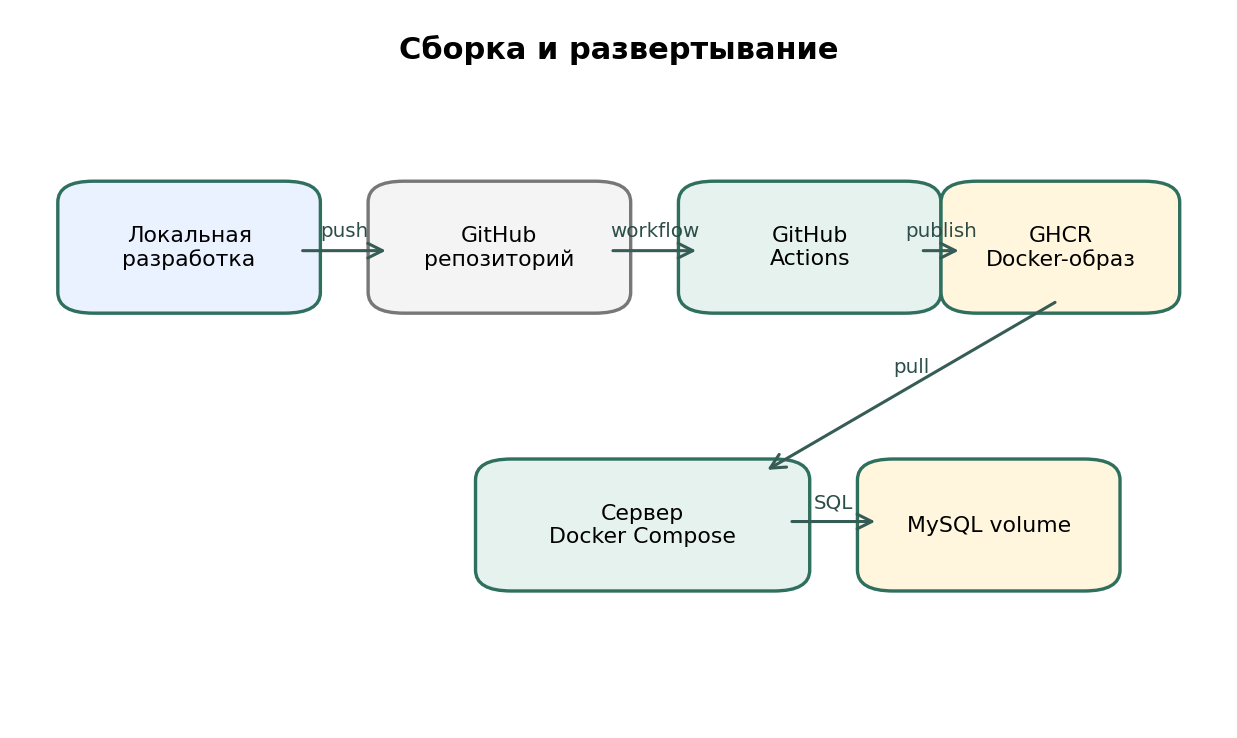 Сборка и развертывание
Локальная
разработка
push
GitHub
репозиторий
workflow
GitHub
Actions
publish
GHCR
Docker-образ
pull
Сервер
Docker Compose
SQL
MySQL volume